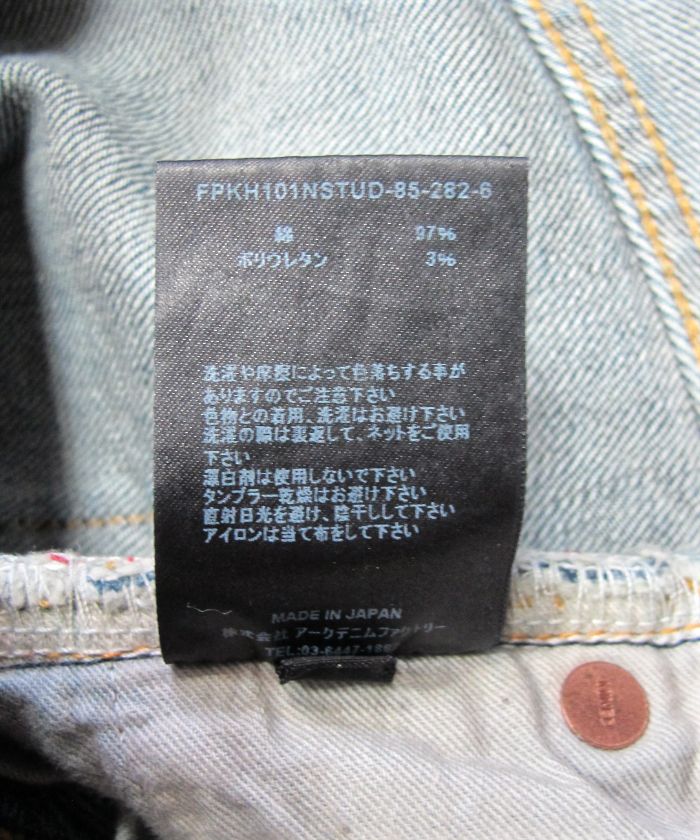 FPKH101NSTUD-85-282-6
綿 97%
ポリウレタン 3%
洗濯や摩擦によって色落ちする事が
ありますのでご注意下さい
色物との着用、洗濯はお避け下さい
洗濯の際は裏返して、ネットをご使用
下さい
漂白剤は使用しないで下さい
タンブラー乾燥はお避け下さい
直射日光を避け、陰干しして下さい
アイロンは当て布をして下さい
MADE IN JAPAN
株式会社 アークデニムファクトリー
TEL:03-6447-186